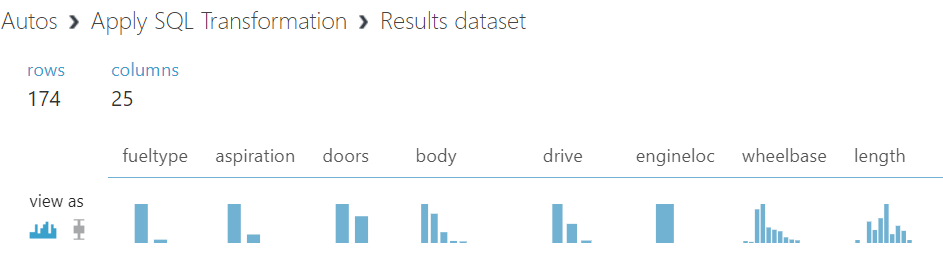 Autos > Apply SQL Transformation > Results dataset
rows columns
174 25
fueltype aspiration doors body drive engineloc wheelbase length
view as